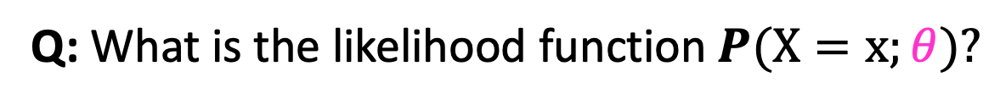 Q: What is the likelihood function P(X = x; θ)?